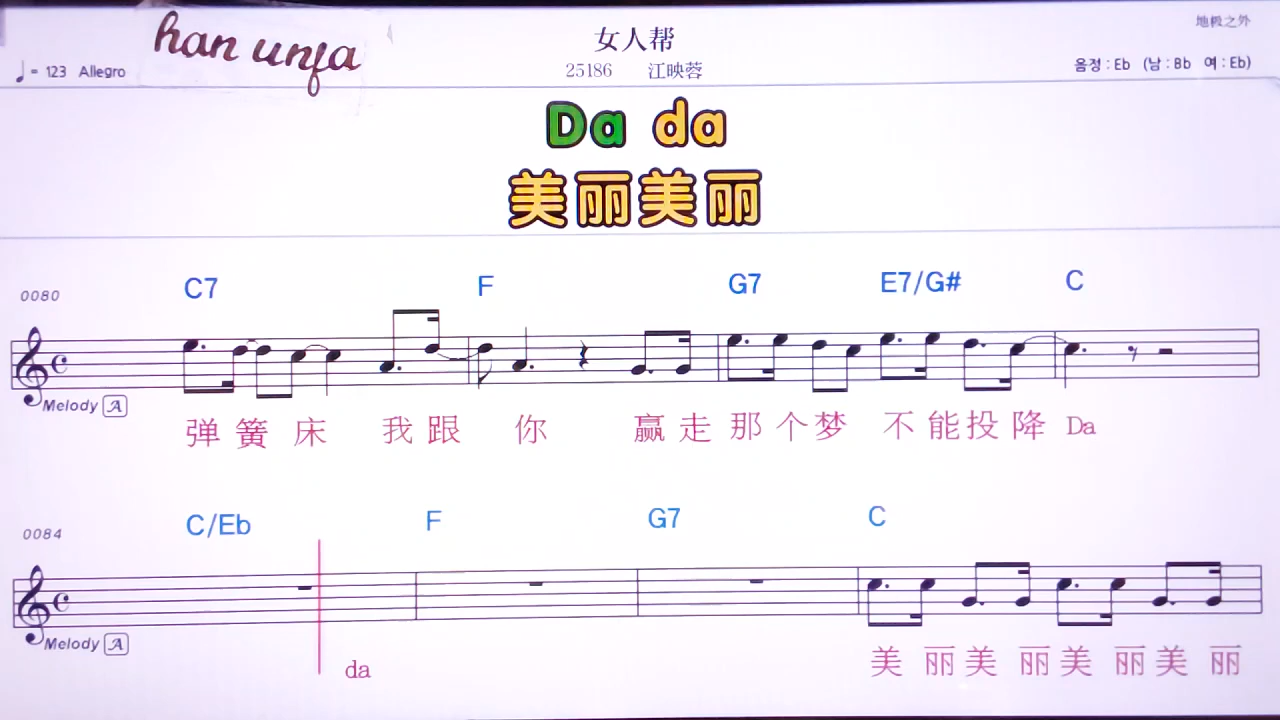 han unfa
女人帮
地极之外
♩= 123 Allegro
25186 江映蓉
음정 : Eb (남 : Bb 여 : Eb)
Da da
美丽美丽
0080
C7 F G7 E7/G# C
Melody A
弹簧床 我跟 你 赢走那个梦 不能投降 Da
0084
C/Eb F G7 C
Melody A
da 美丽美丽美丽美丽